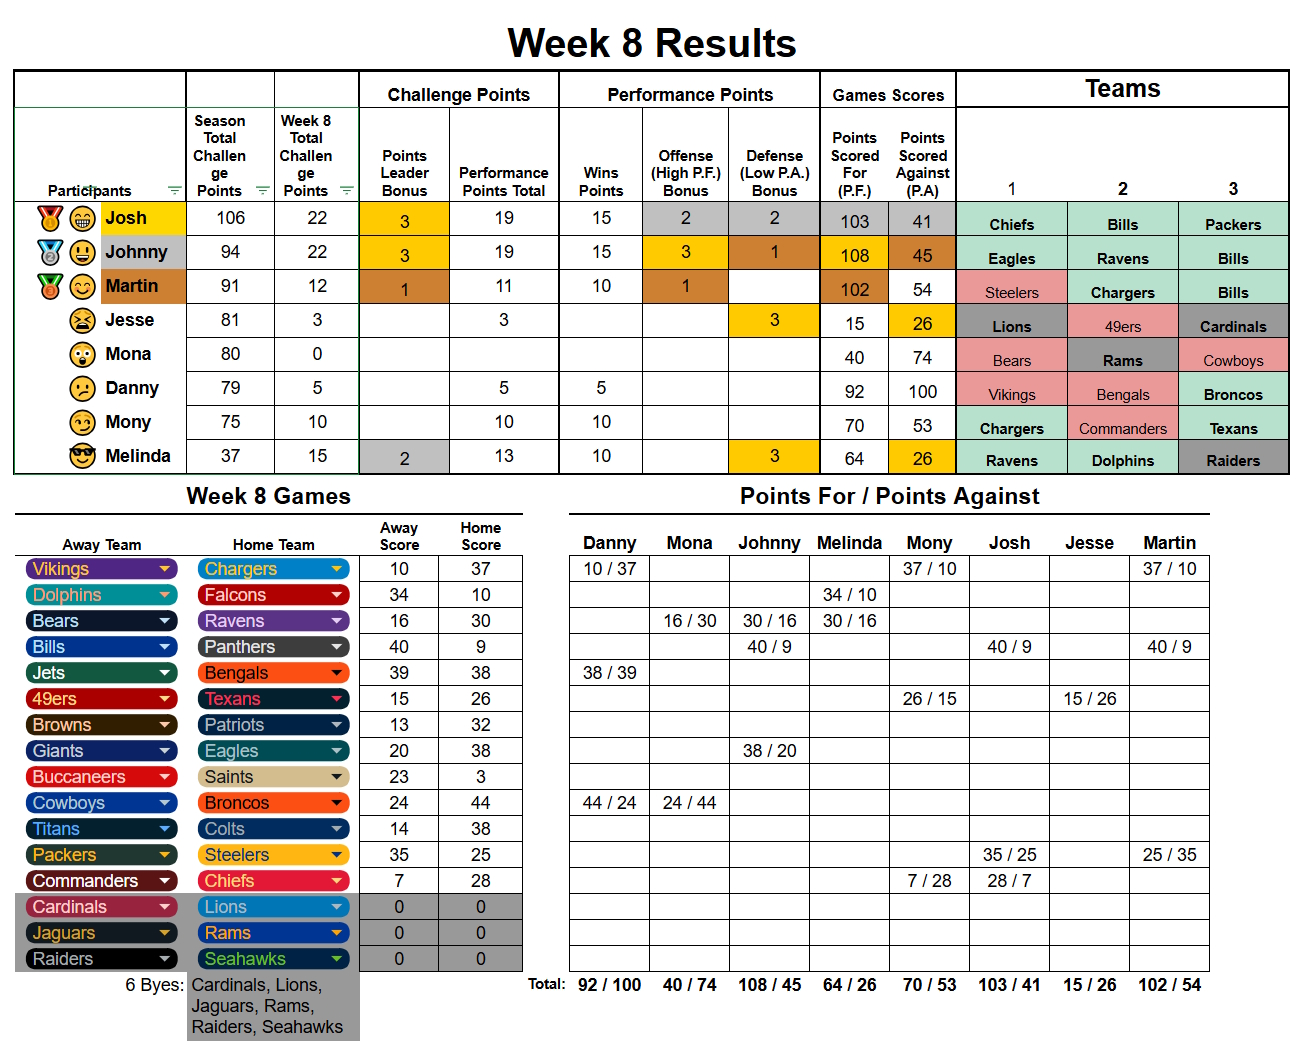 Week 8 Results
Challenge Points Performance Points Games Scores Teams
Participants Season Total Challen ge Points Week 8 Total Challen ge Points Points Leader Bonus Performance Points Total Wins Points Offense (High P.F.) Bonus Defense (Low P.A.) Bonus Points Scored For (P.F.) Points Scored Against (P.A) 1 2 3
Josh 106 22 3 19 15 2 2 103 41 Chiefs Bills Packers
Johnny 94 22 3 19 15 3 1 108 45 Eagles Ravens Bills
Martin 91 12 1 11 10 1 102 54 Steelers Chargers Bills
Jesse 81 3 3 3 15 26 Lions 49ers Cardinals
Mona 80 0 40 74 Bears Rams Cowboys
Danny 79 5 5 5 92 100 Vikings Bengals Broncos
Mony 75 10 10 10 70 53 Chargers Commanders Texans
Melinda 37 15 2 13 10 3 64 26 Ravens Dolphins Raiders
Week 8 Games Points For / Points Against
Away Team Home Team Away Score Home Score Danny Mona Johnny Melinda Mony Josh Jesse Martin
Vikings Chargers 10 37 10 / 37 37 / 10 37 / 10
Dolphins Falcons 34 10 34 / 10
Bears Ravens 16 30 16 / 30 30 / 16 30 / 16
Bills Panthers 40 9 40 / 9 40 / 9 40 / 9
Jets Bengals 39 38 38 / 39
49ers Texans 15 26 26 / 15 15 / 26
Browns Patriots 13 32
Giants Eagles 20 38 38 / 20
Buccaneers Saints 23 3
Cowboys Broncos 24 44 44 / 24 24 / 44
Titans Colts 14 38
Packers Steelers 35 25 35 / 25 25 / 35
Commanders Chiefs 7 28 7 / 28 28 / 7
Cardinals Lions 0 0
Jaguars Rams 0 0
Raiders Seahawks 0 0
6 Byes: Cardinals, Lions, Total: 92 / 100 40 / 74 108 / 45 64 / 26 70 / 53 103 / 41 15 / 26 102 / 54
Jaguars, Rams,
Raiders, Seahawks